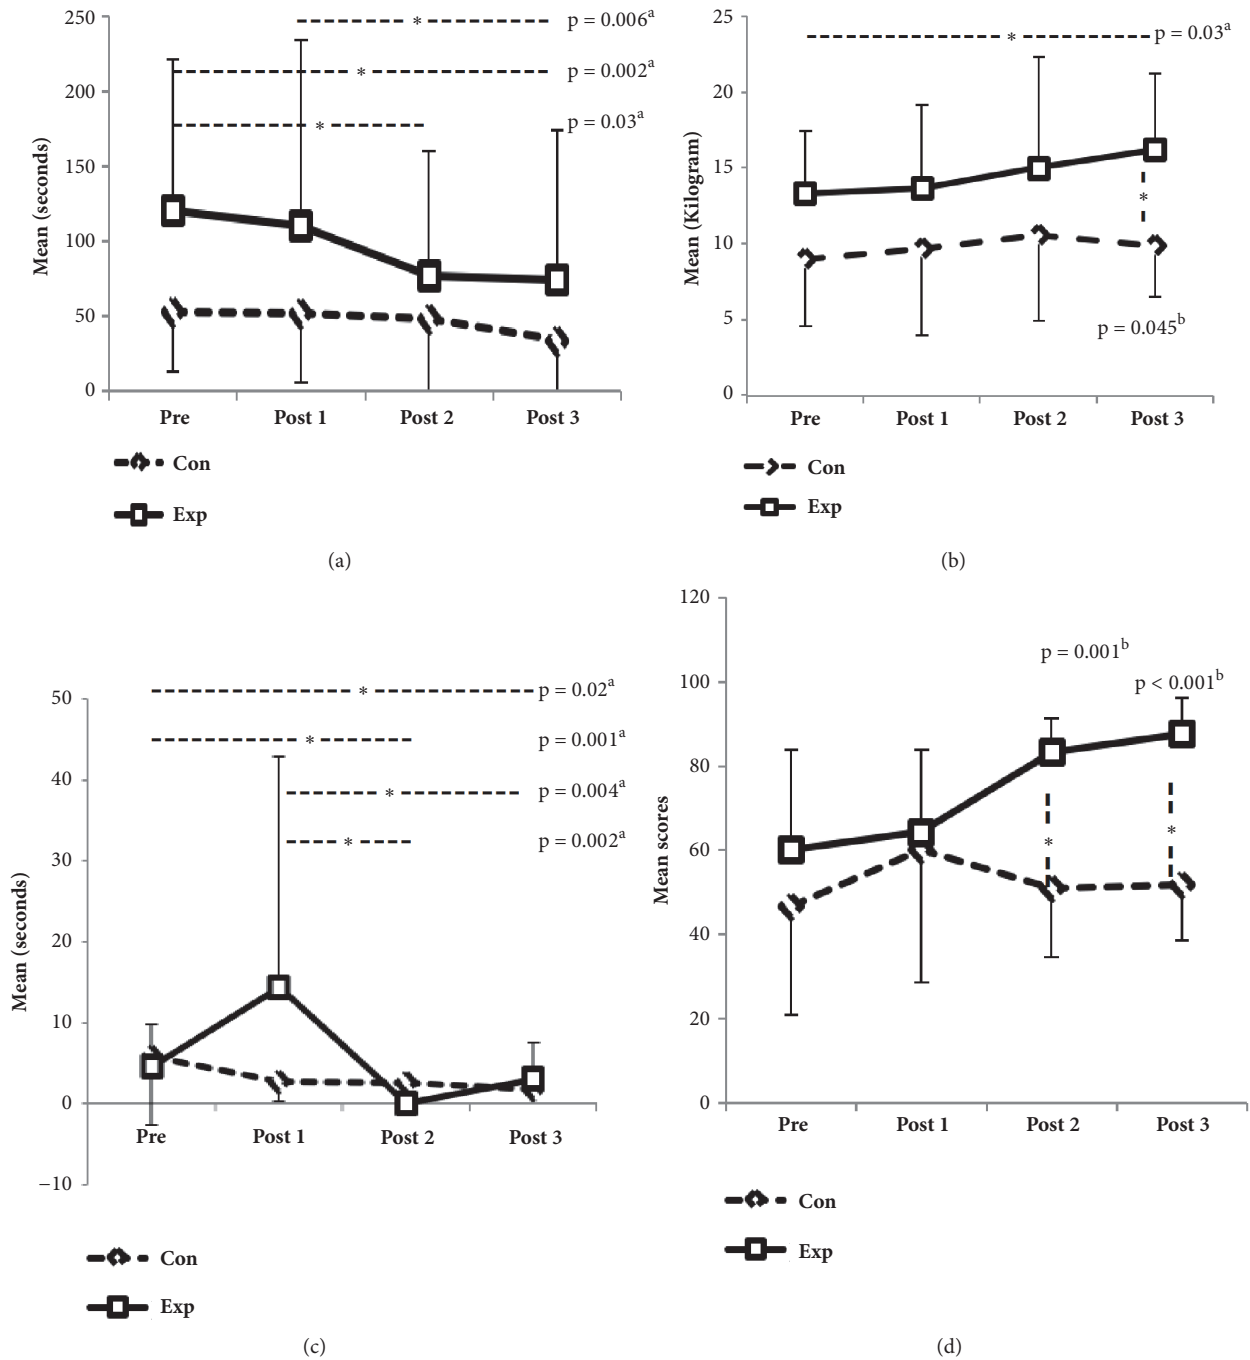 250
200
150
100
50
0
Mean (seconds)
* p = 0.006a
* p = 0.002a
* p = 0.03a
Pre Post 1 Post 2 Post 3
Con
Exp
(a)
25
20
15
10
5
0
Mean (Kilogram)
* p = 0.03a
*
p = 0.045b
Pre Post 1 Post 2 Post 3
Con
Exp
(b)
50
40
30
20
10
0
−10
Mean (seconds)
* p = 0.02a
* p = 0.001a
* p = 0.004a
* p = 0.002a
Pre Post 1 Post 2 Post 3
Con
Exp
(c)
120
100
80
60
40
20
0
Mean scores
p = 0.001b
p < 0.001b
*
*
Pre Post 1 Post 2 Post 3
Con
Exp
(d)